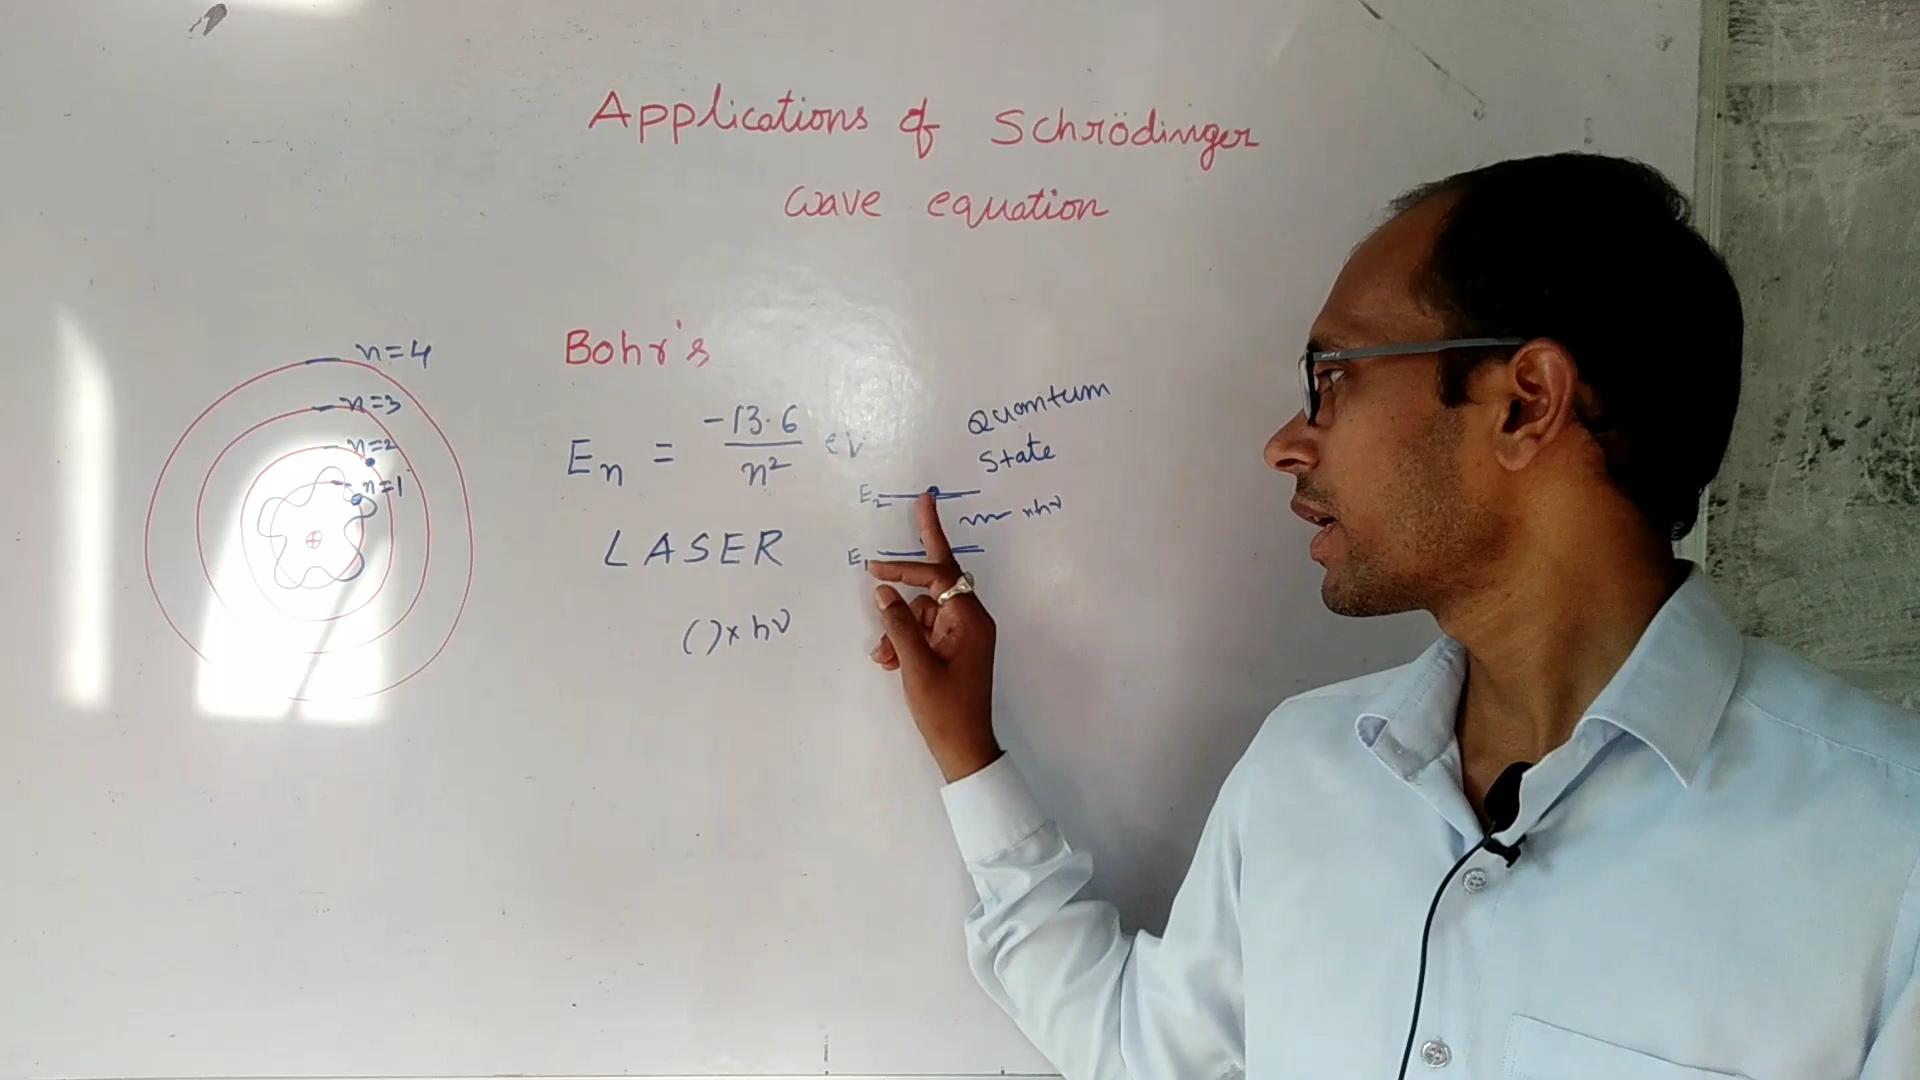 Applications of Schrödinger
wave equation
n=4
n=3
n=2
n=1
Bohr's
En = -13.6/n² ev
Quantum
State
E2
hν
E1
LASER
( )x hν